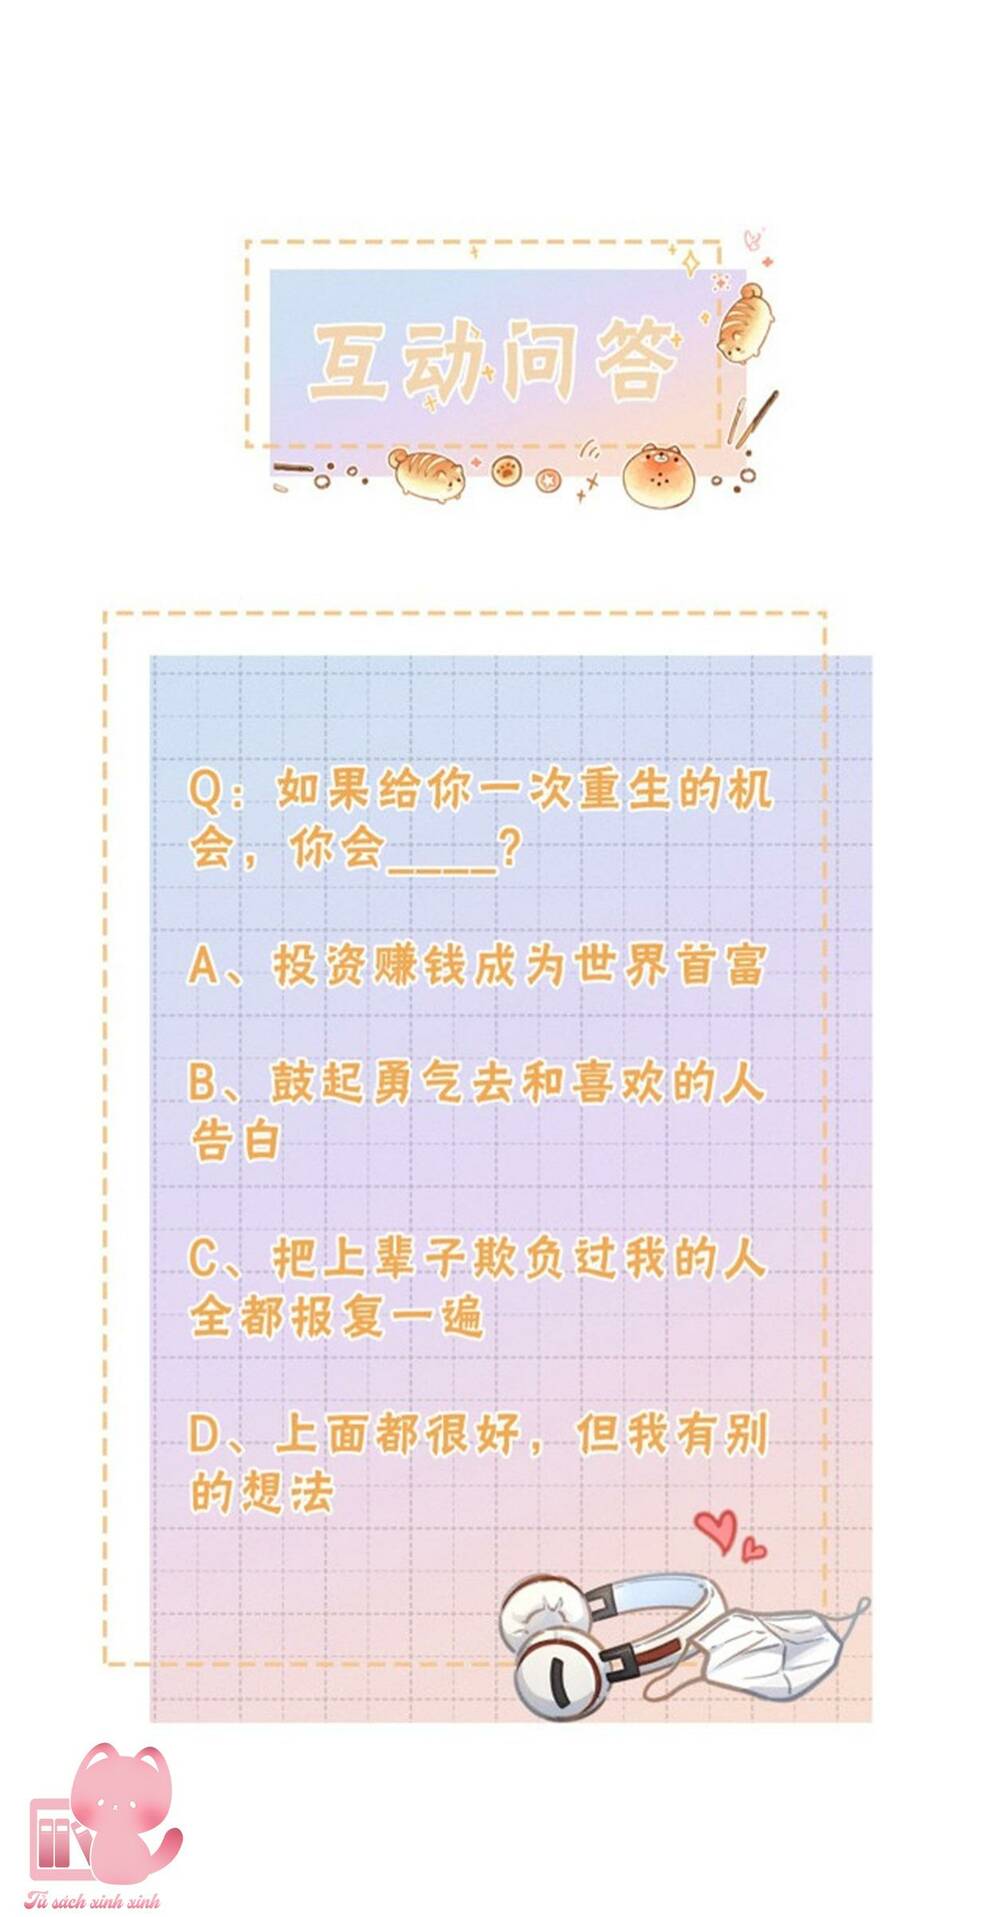 互动问答
Q：如果给你一次重生的机
会，你会____？
A、投资赚钱成为世界首富
B、鼓起勇气去和喜欢的人
告白
C、把上辈子欺负过我的人
全都报复一遍
D、上面都很好，但我有别
的想法
Tủ sách xinh xinh